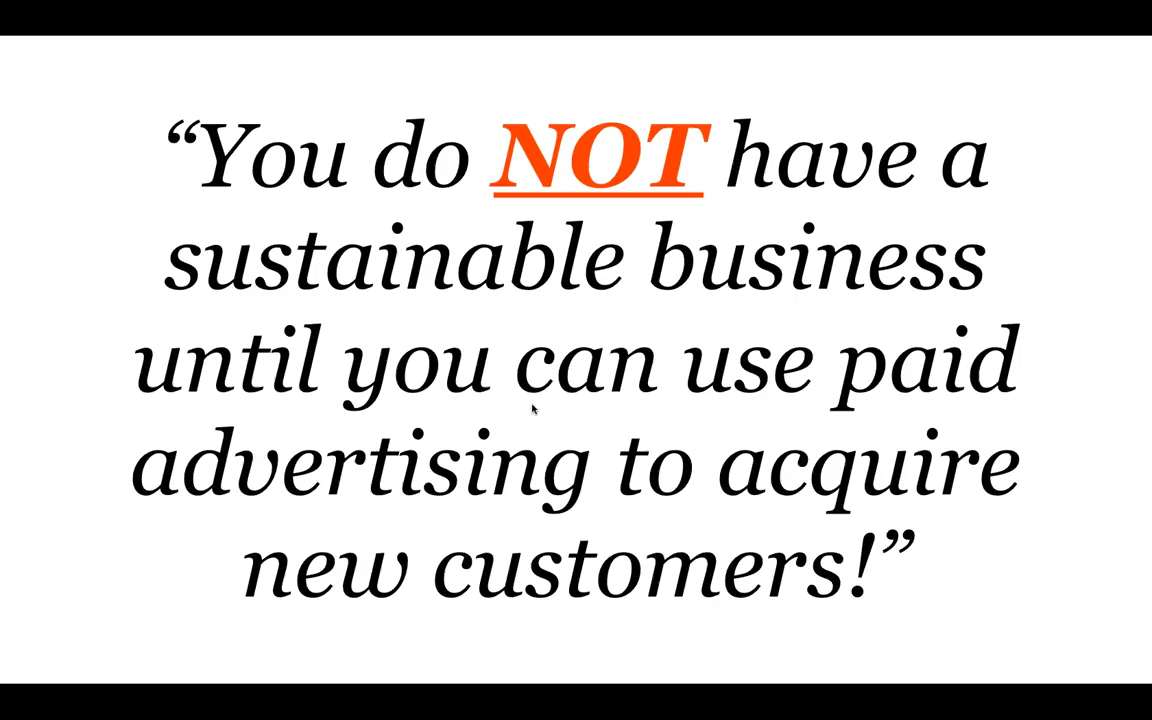 “You do NOT have a
sustainable business
until you can use paid
advertising to acquire
new customers!”